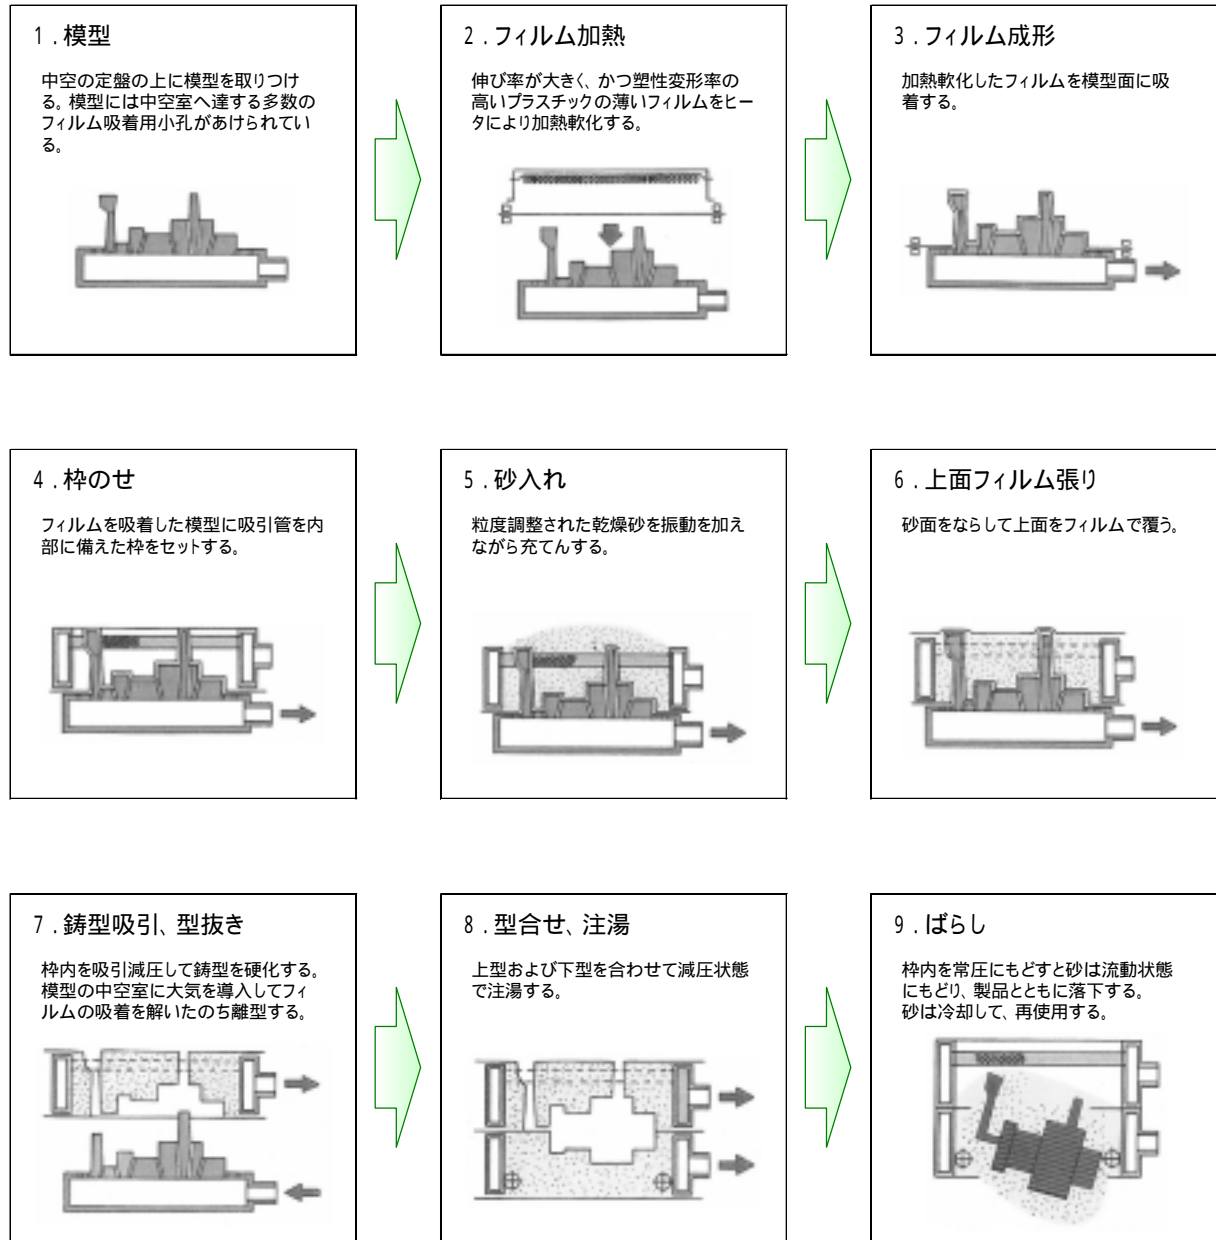 1．模型
中空の定盤の上に模型を取りつけ
る。模型には中空室へ達する多数の
フィルム吸着用小孔があけられてい
る。
2．フィルム加熱
伸び率が大きく、かつ塑性変形率の
高いプラスチックの薄いフィルムをヒー
タにより加熱軟化する。
3．フィルム成形
加熱軟化したフィルムを模型面に吸
着する。
4．枠のせ
フィルムを吸着した模型に吸引管を内
部に備えた枠をセットする。
5．砂入れ
粒度調整された乾燥砂を振動を加え
ながら充てんする。
6．上面フィルム張り
砂面をならして上面をフィルムで覆う。
7．鋳型吸引、型抜き
枠内を吸引減圧して鋳型を硬化する。
模型の中空室に大気を導入してフィ
ルムの吸着を解いたのち離型する。
8．型合せ、注湯
上型および下型を合わせて減圧状態
で注湯する。
9．ばらし
枠内を常圧にもどすと砂は流動状態
にもどり、製品とともに落下する。
砂は冷却して、再使用する。